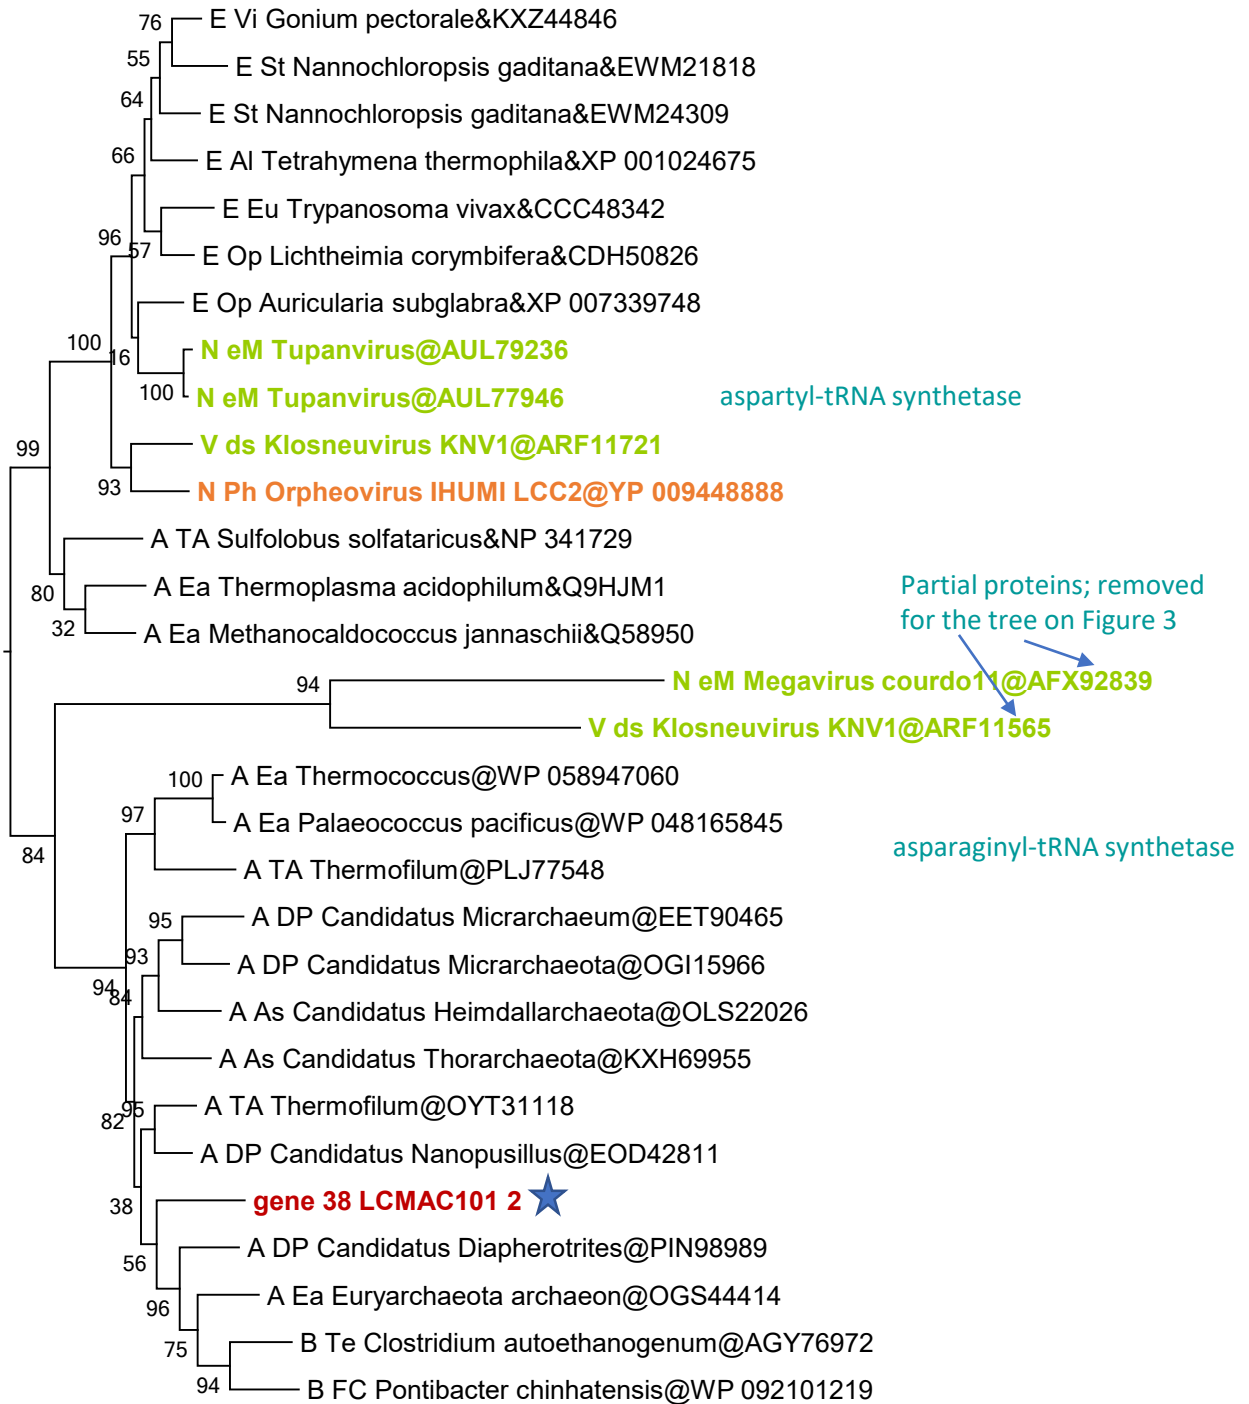 76
E Vi Gonium pectorale&KXZ44846
55
E St Nannochloropsis gaditana&EWM21818
64
E St Nannochloropsis gaditana&EWM24309
66
E Al Tetrahymena thermophila&XP 001024675
E Eu Trypanosoma vivax&CCC48342
96
57
E Op Lichtheimia corymbifera&CDH50826
E Op Auricularia subglabra&XP 007339748
100
16
N eM Tupanvirus@AUL79236
100
N eM Tupanvirus@AUL77946
aspartyl-tRNA synthetase
99
V ds Klosneuvirus KNV1@ARF11721
93
N Ph Orpheovirus IHUMI LCC2@YP 009448888
A TA Sulfolobus solfataricus&NP 341729
80
A Ea Thermoplasma acidophilum&Q9HJM1
32
A Ea Methanocaldococcus jannaschii&Q58950
Partial proteins; removed
for the tree on Figure 3
94
N eM Megavirus courdo11@AFX92839
V ds Klosneuvirus KNV1@ARF11565
100
A Ea Thermococcus@WP 058947060
97
A Ea Palaeococcus pacificus@WP 048165845
84
asparaginyl-tRNA synthetase
A TA Thermofilum@PLJ77548
95
A DP Candidatus Micrarchaeum@EET90465
93
A DP Candidatus Micrarchaeota@OGI15966
94
84
A As Candidatus Heimdallarchaeota@OLS22026
A As Candidatus Thorarchaeota@KXH69955
82
95
A TA Thermofilum@OYT31118
A DP Candidatus Nanopusillus@EOD42811
38
gene 38 LCMAC101 2
56
A DP Candidatus Diapherotrites@PIN98989
96
A Ea Euryarchaeota archaeon@OGS44414
75
B Te Clostridium autoethanogenum@AGY76972
94
B FC Pontibacter chinhatensis@WP 092101219